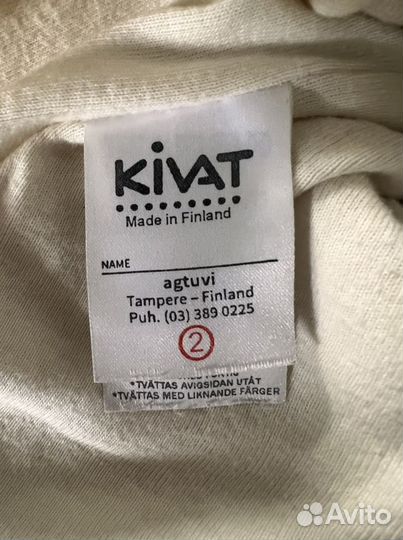 KIVAT
Made in Finland
NAME
agtuvi
Tampere – Finland
Puh. (03) 389 0225
2
*TVÄTTAS AVIGSIDAN UTÅT
*TVÄTTAS MED LIKNANDE FÄRGER
Avito